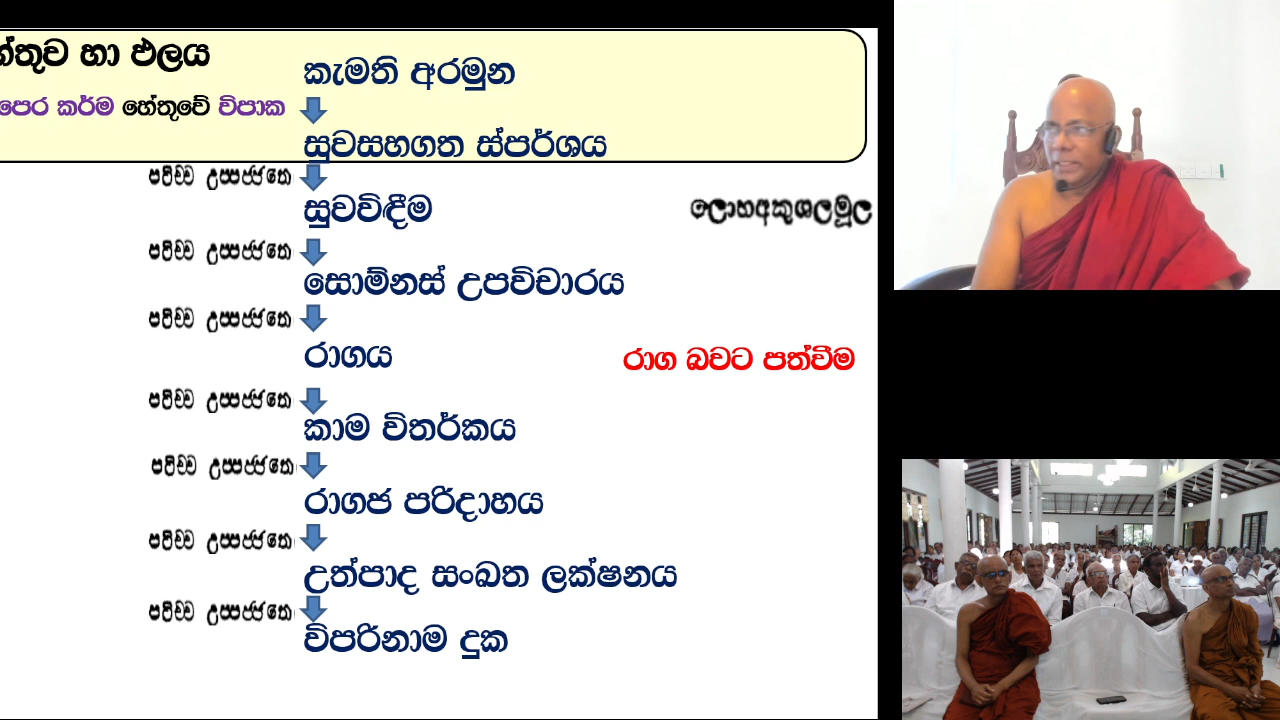 හේතුව හා ඵලය
කැමති අරමුන
පෙර කර්ම හේතුවේ විපාක
සුවසහගත ස්පර්ශය
පටිච්ච උප්පජ්ජතෙ
සුවවිඳීම
ලොභඅකුශලමූල
පටිච්ච උප්පජ්ජතෙ
සොම්නස් උපවිචාරය
පටිච්ච උප්පජ්ජතෙ
රාගය
රාග බවට පත්වීම
පටිච්ච උප්පජ්ජතෙ
කාම විතර්කය
පටිච්ච උප්පජ්ජතෙ
රාගජ පරිදාහය
පටිච්ච උප්පජ්ජතෙ
උත්පාද සංඛත ලක්ෂනය
පටිච්ච උප්පජ්ජතෙ
විපරිනාම දුක